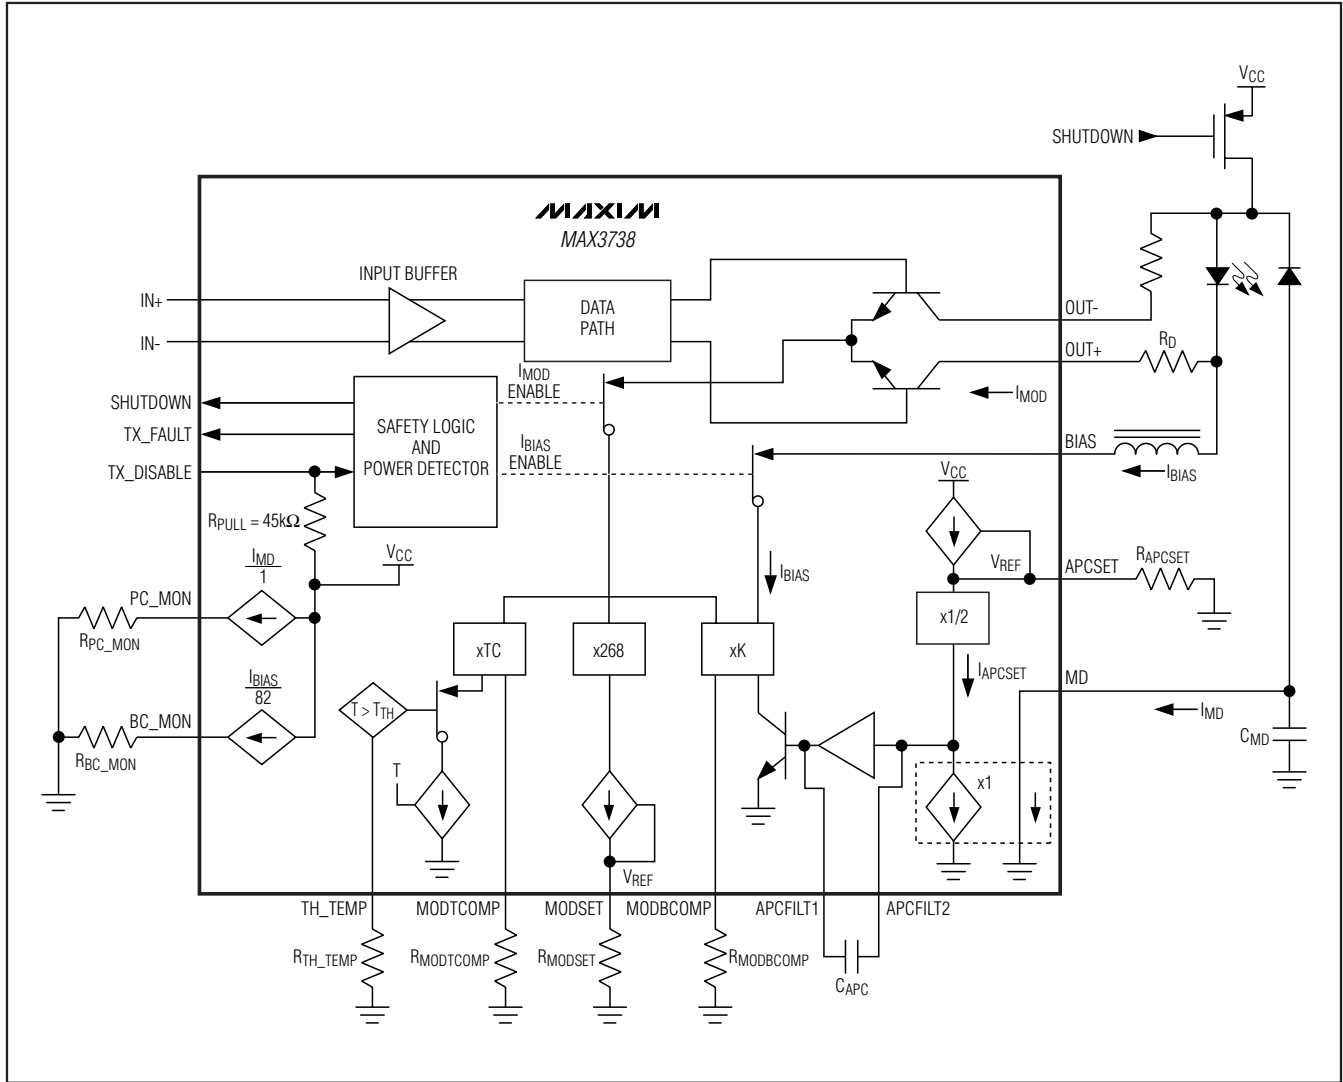 VCC
SHUTDOWN
MAXIM
MAX3738
INPUT BUFFER
IN+
IN-
DATA
PATH
OUT-
OUT+
RD
IMOD
IMOD
ENABLE
SHUTDOWN
TX_FAULT
TX_DISABLE
SAFETY LOGIC
AND
POWER DETECTOR
IBIAS
ENABLE
BIAS
IBIAS
VCC
RPULL = 45kΩ
VCC
IMD
1
PC_MON
RPC_MON
IBIAS
VREF
APCSET
RAPCSET
x1/2
xTC
x268
xK
IAPCSET
MD
IMD
CMD
IBIAS
82
BC_MON
RBC_MON
T > TTH
T
x1
VREF
TH_TEMP
MODTCOMP
MODSET
MODBCOMP
APCFILT1
APCFILT2
RTH_TEMP
RMODTCOMP
RMODSET
RMODBCOMP
CAPC